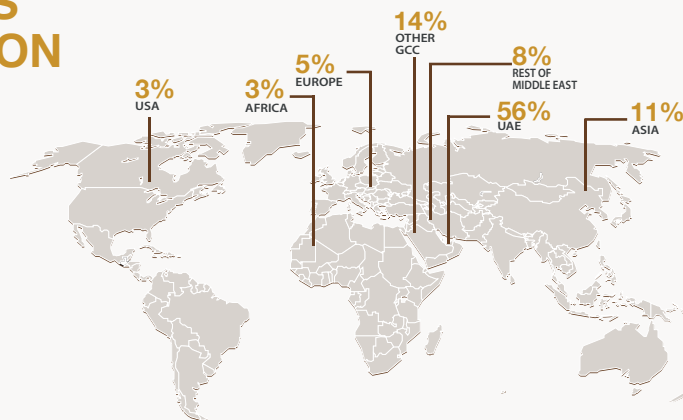 S
ON
14%
OTHER
GCC
8%
REST OF
MIDDLE EAST
5%
EUROPE
3%
USA
3%
AFRICA
56%
UAE
11%
ASIA